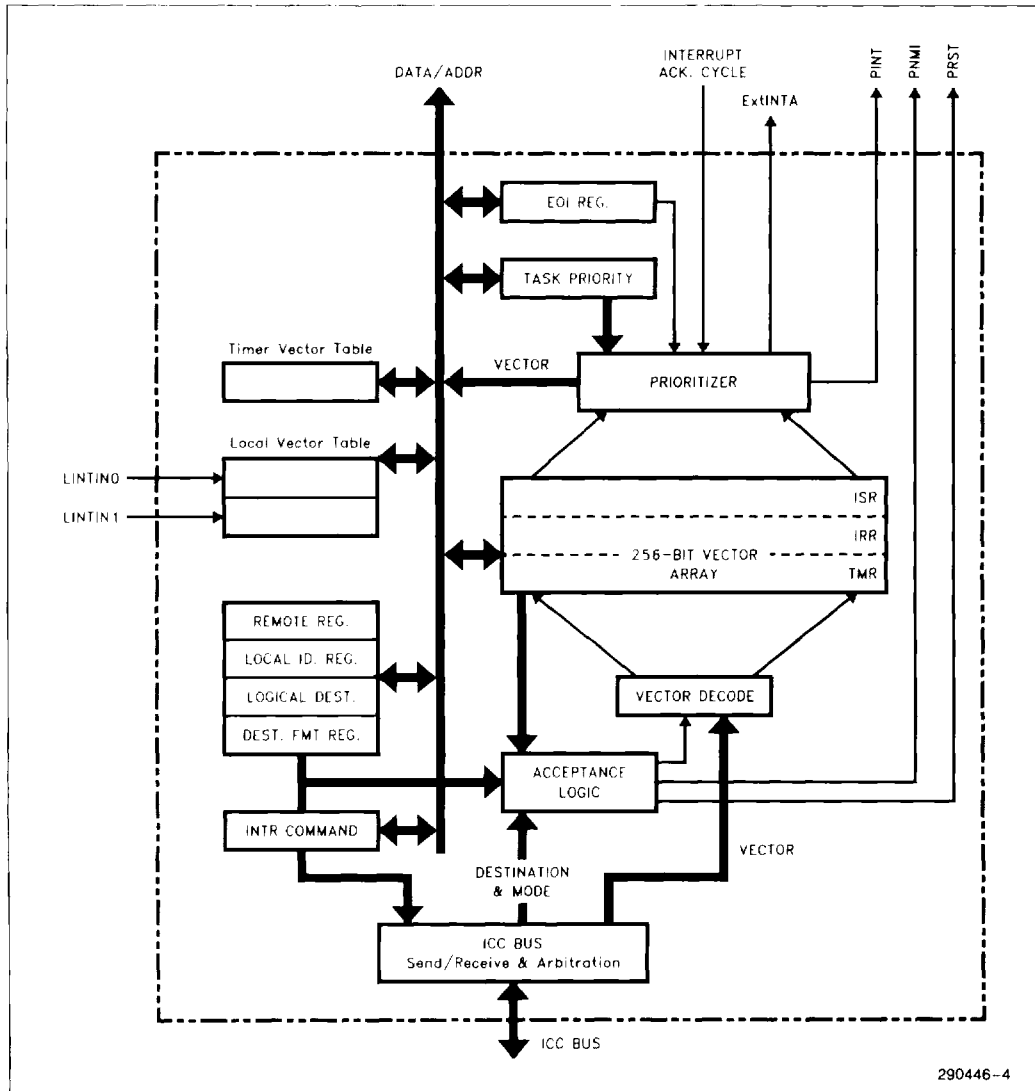 DATA/ADDR
INTERRUPT
ACK. CYCLE
ExtINTA
PINT
PNMI
PRST
EOI REG.
TASK PRIORITY
Timer Vector Table
VECTOR
PRIORITIZER
Local Vector Table
LINTIN0
LINTIN1
ISR
IRR
256-BIT VECTOR
ARRAY
TMR
REMOTE REG.
LOCAL ID. REG.
LOGICAL DEST.
DEST. FMT REG.
VECTOR DECODE
ACCEPTANCE
LOGIC
INTR COMMAND
DESTINATION
& MODE
VECTOR
ICC BUS
Send/Receive & Arbitration
ICC BUS
290446-4